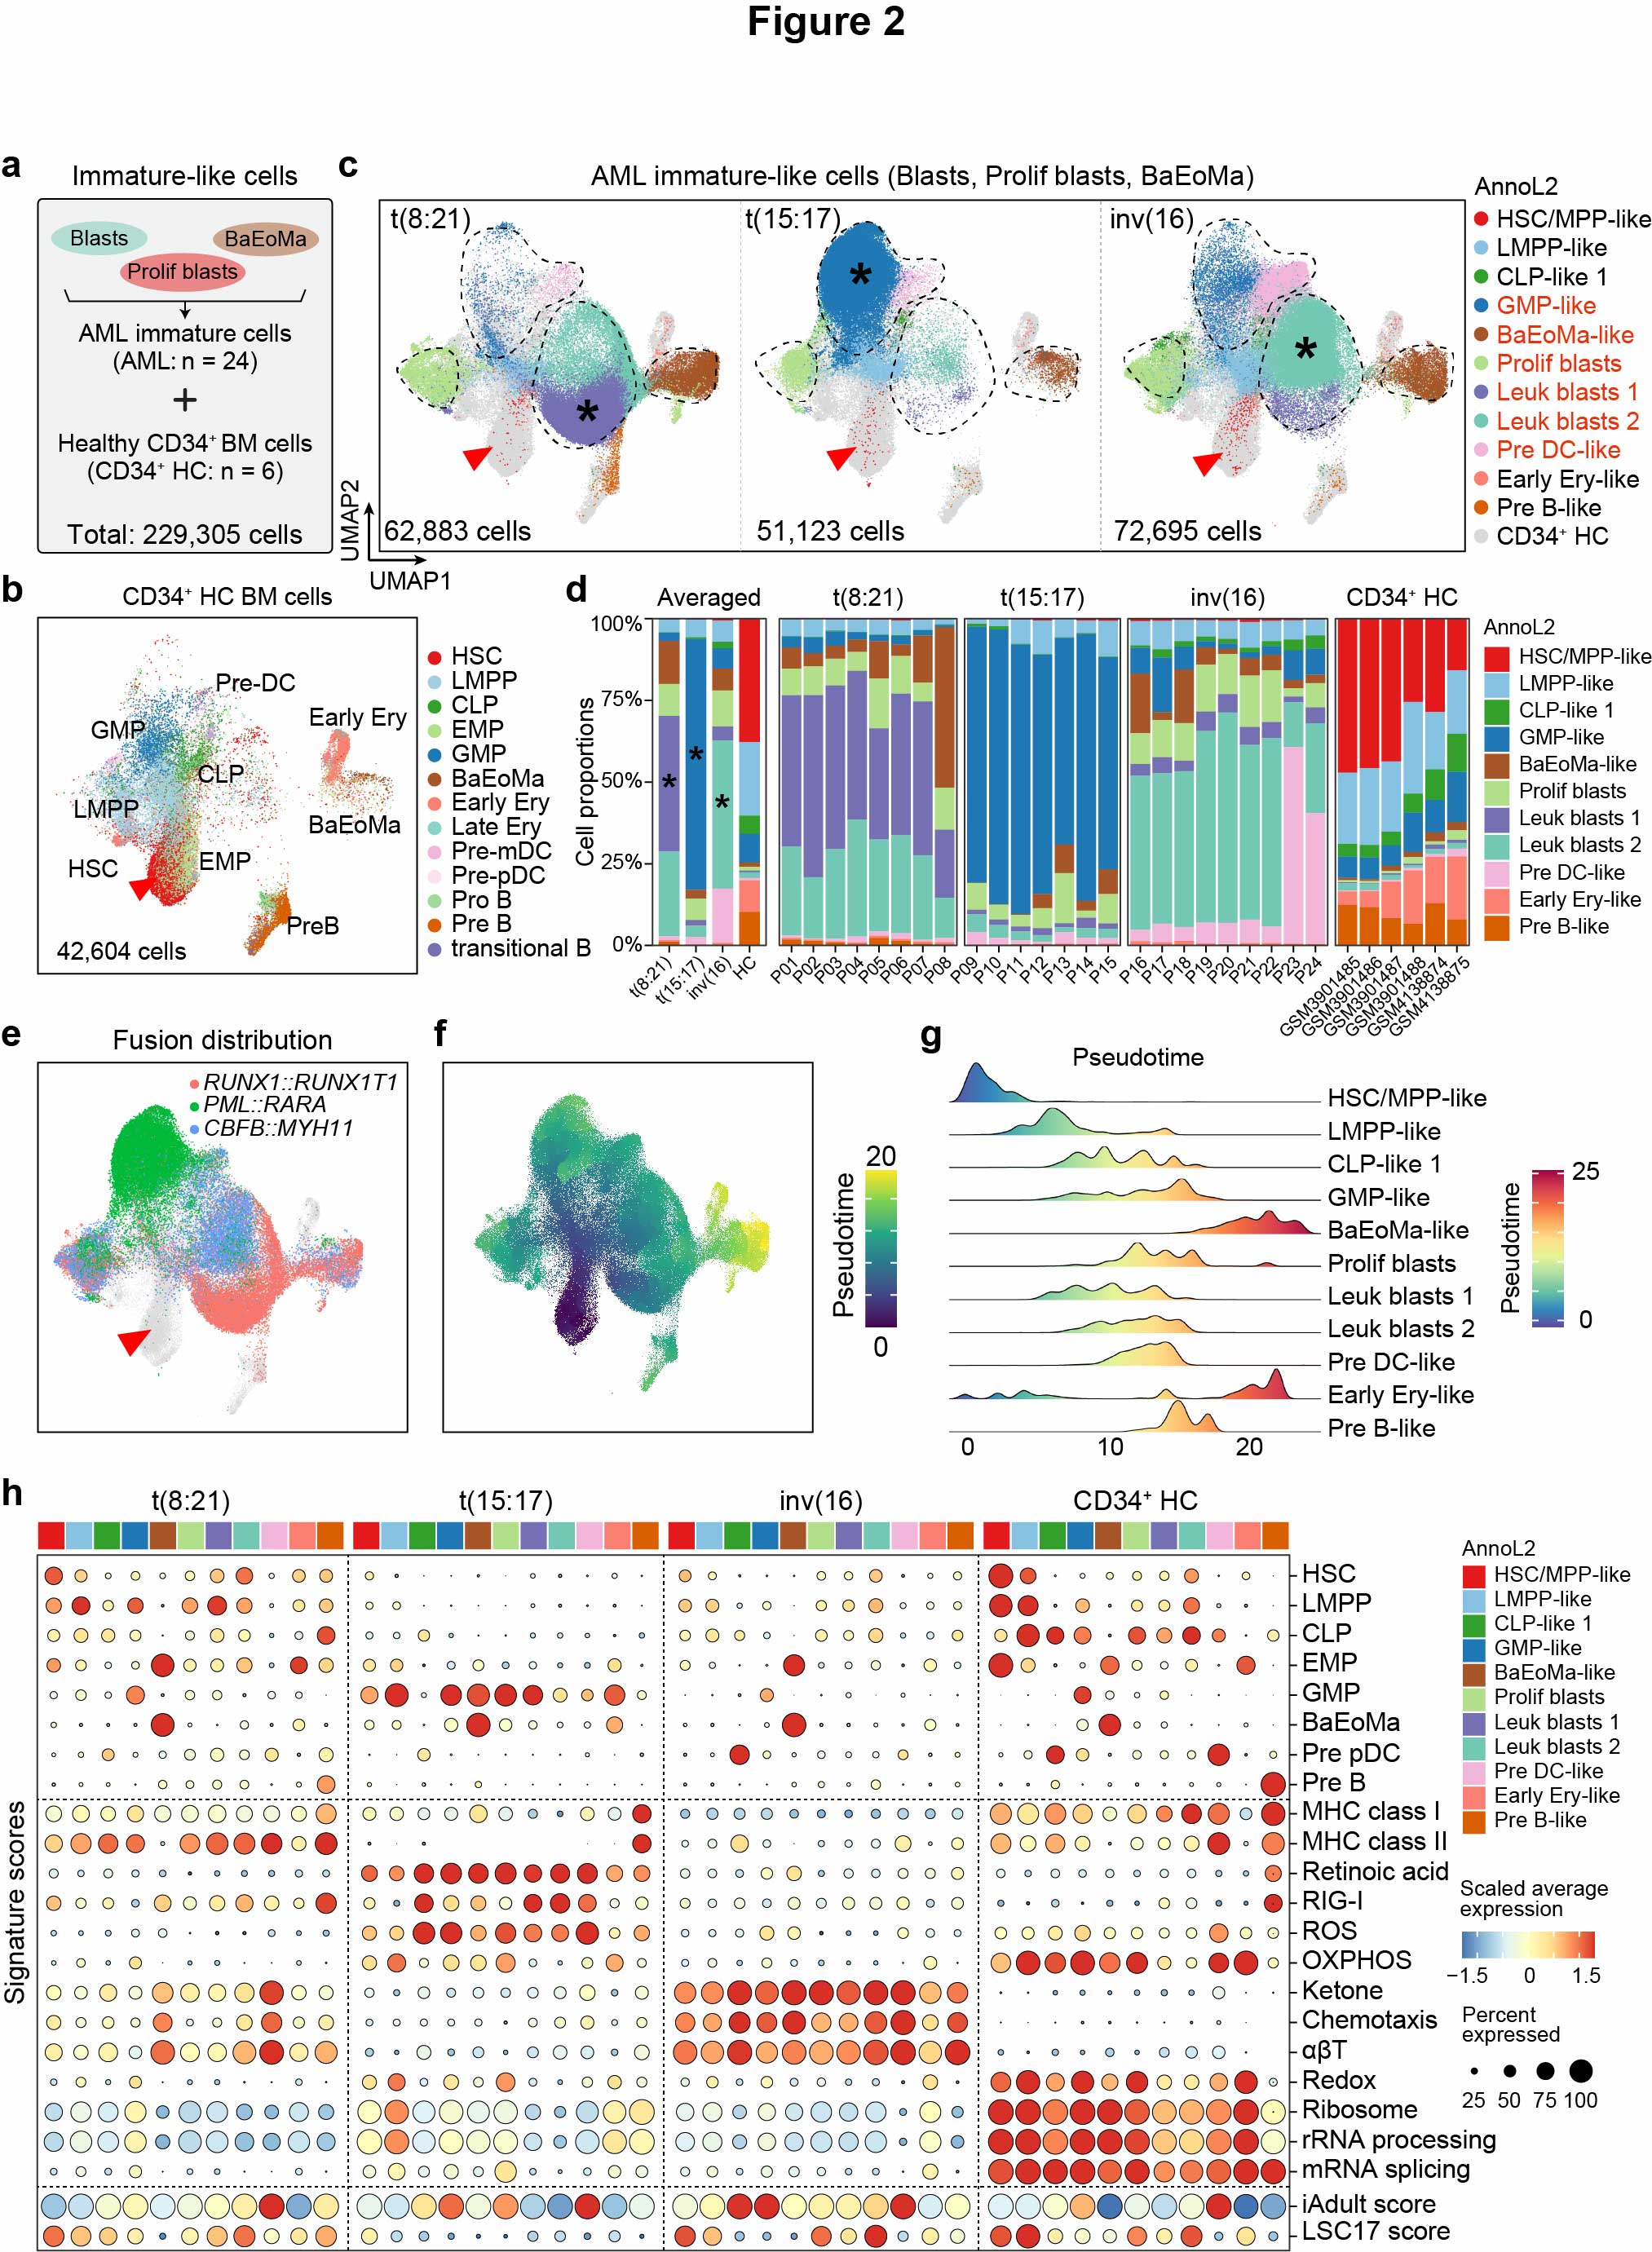 Figure 2
a
Immature-like cells
Blasts
BaEoMa
Prolif blasts
AML immature cells
(AML: n = 24)
+
Healthy CD34⁺ BM cells
(CD34⁺ HC: n = 6)
Total: 229,305 cells
c
AML immature-like cells (Blasts, Prolif blasts, BaEoMa)
t(8:21)
t(15:17)
inv(16)
*
*
*
62,883 cells
51,123 cells
72,695 cells
UMAP2
UMAP1
AnnoL2
HSC/MPP-like
LMPP-like
CLP-like 1
GMP-like
BaEoMa-like
Prolif blasts
Leuk blasts 1
Leuk blasts 2
Pre DC-like
Early Ery-like
Pre B-like
CD34⁺ HC
b
CD34⁺ HC BM cells
Pre-DC
GMP
Early Ery
CLP
LMPP
BaEoMa
HSC
EMP
PreB
42,604 cells
HSC
LMPP
CLP
EMP
GMP
BaEoMa
Early Ery
Late Ery
Pre-mDC
Pre-pDC
Pro B
Pre B
transitional B
d
Averaged
t(8:21)
t(15:17)
inv(16)
CD34⁺ HC
Cell proportions
100%
75%
50%
25%
0%
*
*
*
t(8:21)
t(15:17)
inv(16)
HC
P01
P02
P03
P04
P05
P06
P07
P08
P09
P10
P11
P12
P13
P14
P15
P16
P17
P18
P19
P20
P21
P22
P23
P24
GSM3901485
GSM3901486
GSM3901487
GSM3901488
GSM4138874
GSM4138875
AnnoL2
HSC/MPP-like
LMPP-like
CLP-like 1
GMP-like
BaEoMa-like
Prolif blasts
Leuk blasts 1
Leuk blasts 2
Pre DC-like
Early Ery-like
Pre B-like
e
Fusion distribution
RUNX1::RUNX1T1
PML::RARA
CBFB::MYH11
f
Pseudotime
20
0
g
Pseudotime
HSC/MPP-like
LMPP-like
CLP-like 1
GMP-like
BaEoMa-like
Prolif blasts
Leuk blasts 1
Leuk blasts 2
Pre DC-like
Early Ery-like
Pre B-like
0 10 20
Pseudotime
25
0
h
t(8:21)
t(15:17)
inv(16)
CD34⁺ HC
Signature scores
HSC
LMPP
CLP
EMP
GMP
BaEoMa
Pre pDC
Pre B
MHC class I
MHC class II
Retinoic acid
RIG-I
ROS
OXPHOS
Ketone
Chemotaxis
αβT
Redox
Ribosome
rRNA processing
mRNA splicing
iAdult score
LSC17 score
AnnoL2
HSC/MPP-like
LMPP-like
CLP-like 1
GMP-like
BaEoMa-like
Prolif blasts
Leuk blasts 1
Leuk blasts 2
Pre DC-like
Early Ery-like
Pre B-like
Scaled average
expression
−1.5 0 1.5
Percent
expressed
25 50 75 100